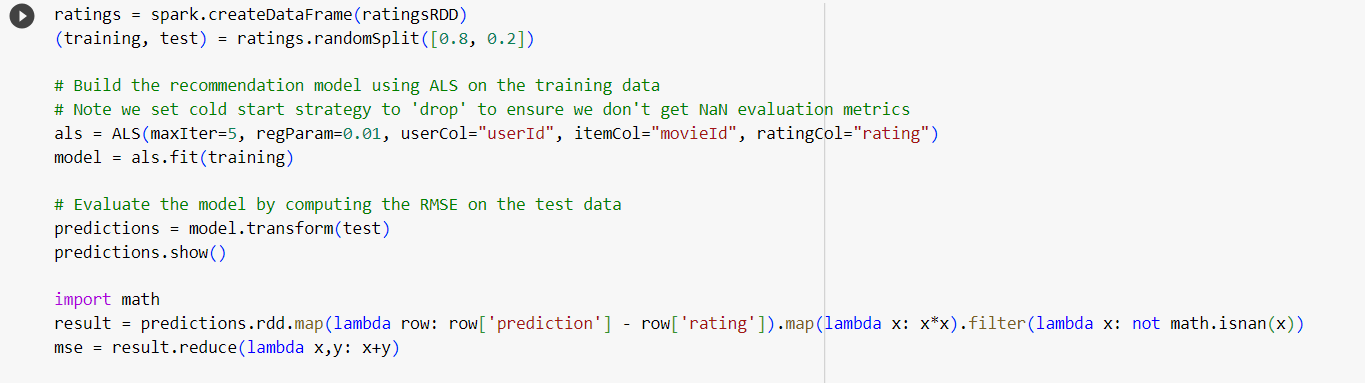 ratings = spark.createDataFrame(ratingsRDD)
(training, test) = ratings.randomSplit([0.8, 0.2])
# Build the recommendation model using ALS on the training data
# Note we set cold start strategy to 'drop' to ensure we don't get NaN evaluation metrics
als = ALS(maxIter=5, regParam=0.01, userCol="userId", itemCol="movieId", ratingCol="rating")
model = als.fit(training)
# Evaluate the model by computing the RMSE on the test data
predictions = model.transform(test)
predictions.show()
import math
result = predictions.rdd.map(lambda row: row['prediction'] - row['rating']).map(lambda x: x*x).filter(lambda x: not math.isnan(x))
mse = result.reduce(lambda x,y: x+y)